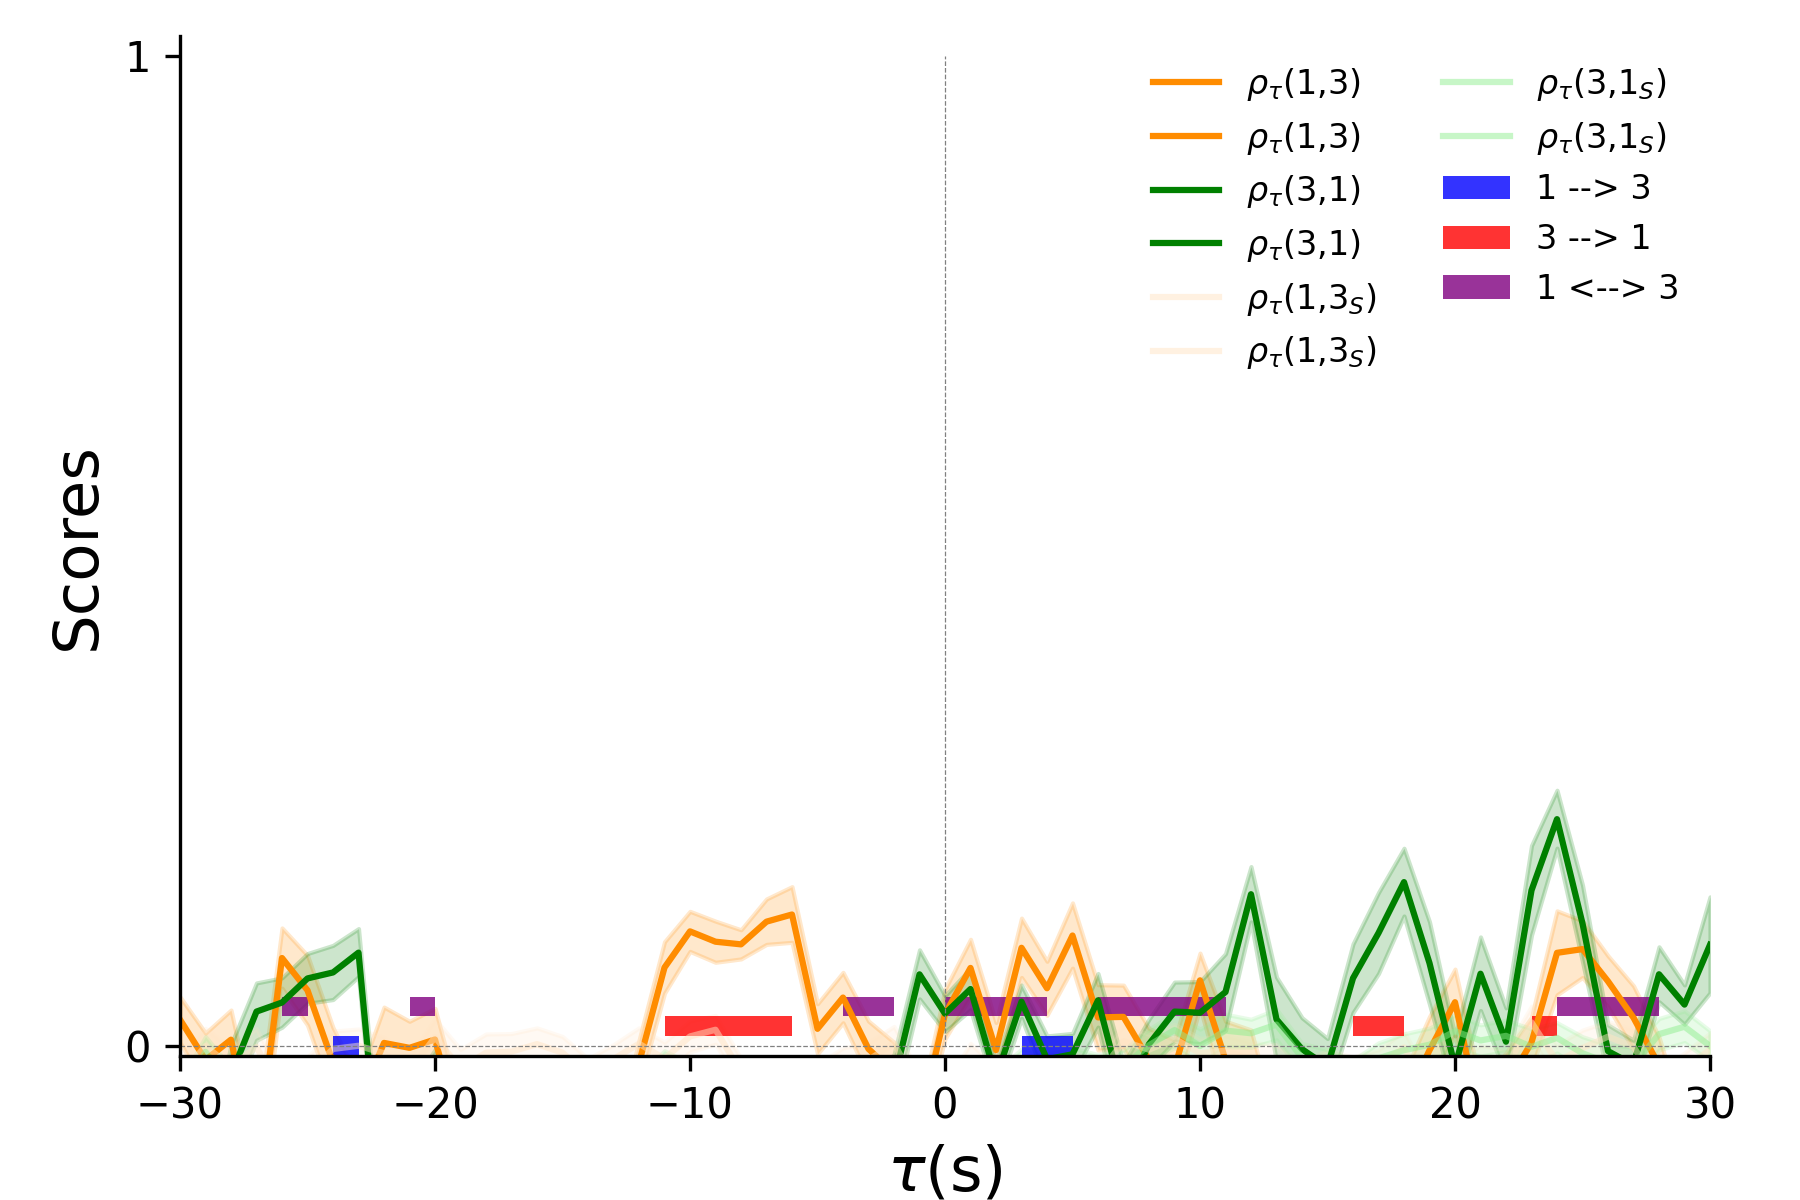 1
0
Scores
−30 −20 −10 0 10 20 30
τ(s)
ρτ(1,3)
ρτ(1,3)
ρτ(3,1)
ρτ(3,1)
ρτ(1,3S)
ρτ(1,3S)
ρτ(3,1S)
ρτ(3,1S)
1 --> 3
3 --> 1
1 <--> 3